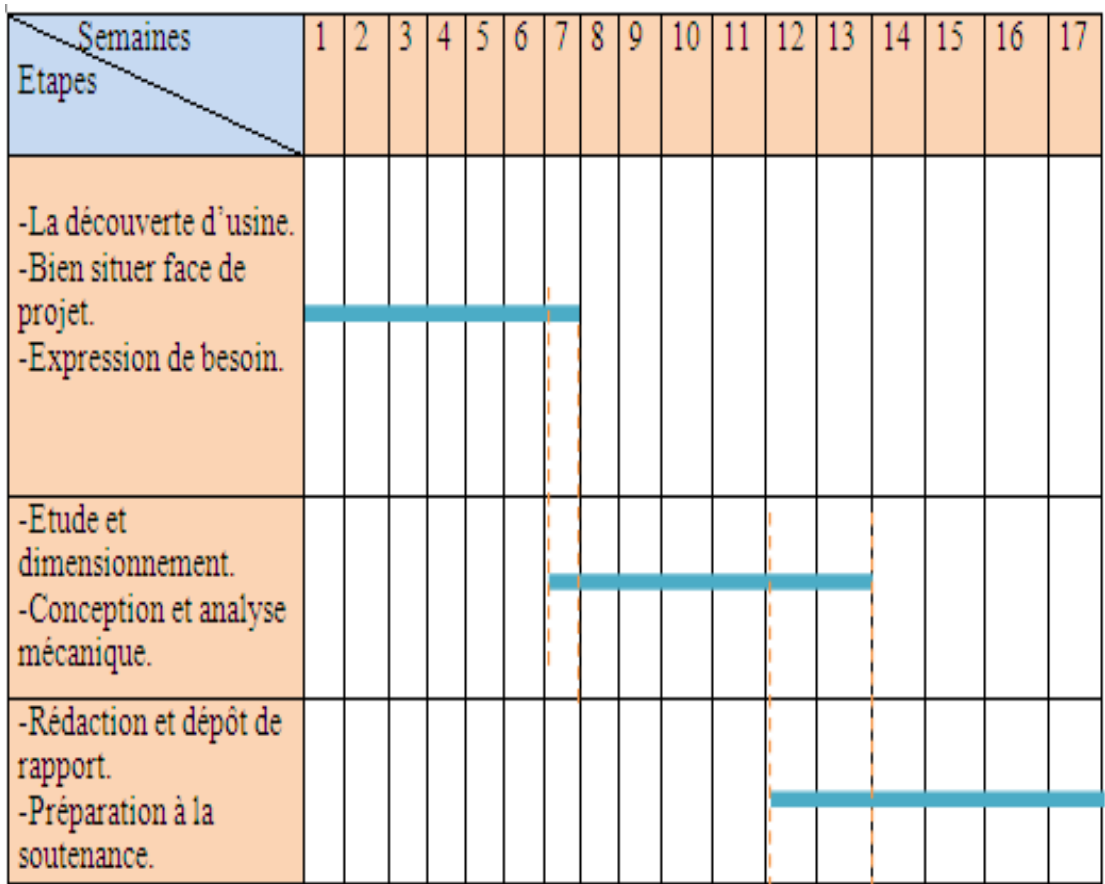 Semaines
Etapes
1 2 3 4 5 6 7 8 9 10 11 12 13 14 15 16 17
-La découverte d’usine.
-Bien situer face de
projet.
-Expression de besoin.
-Etude et
dimensionnement.
-Conception et analyse
mécanique.
-Rédaction et dépôt de
rapport.
-Préparation à la
soutenance.